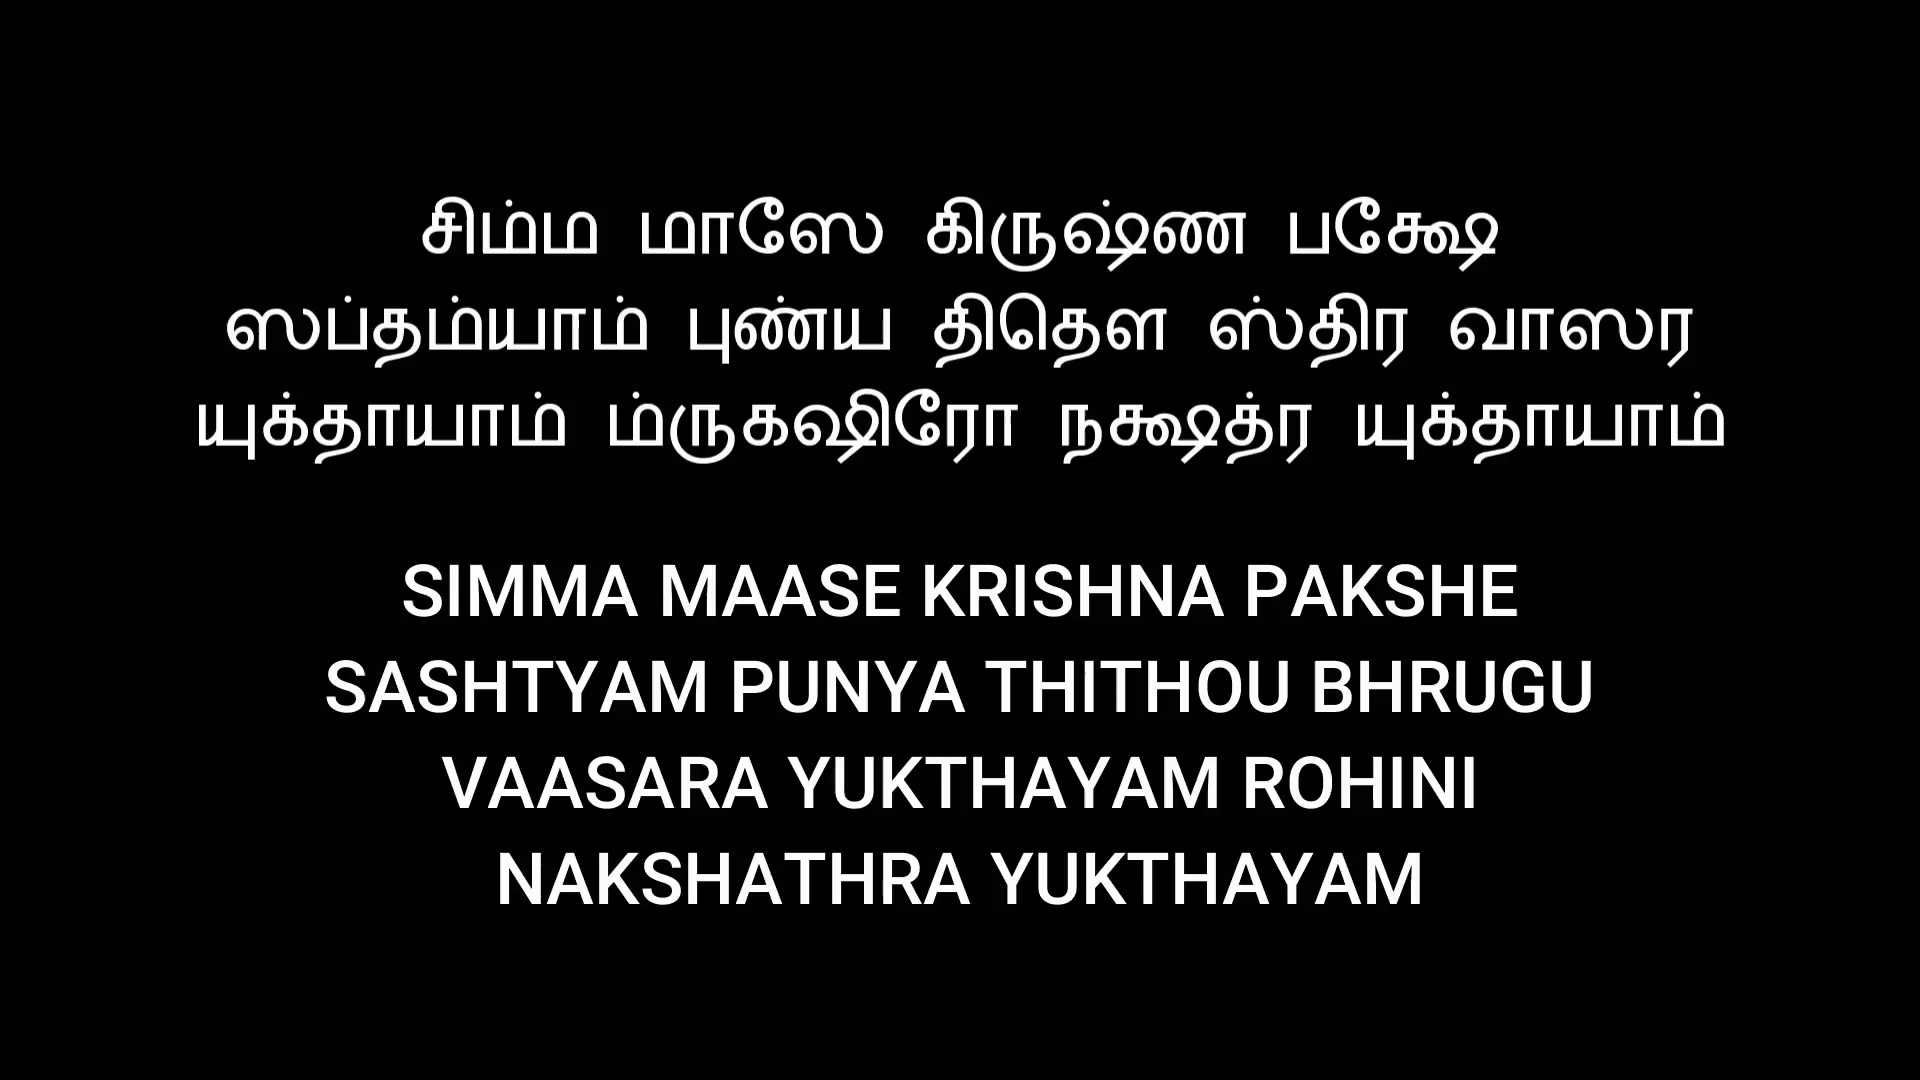 சிம்ம மாஸே கிருஷ்ண பக்ஷே
ஸப்தம்யாம் புண்ய திதௌ ஸ்திர வாஸர
யுக்தாயாம் ம்ருகஷிரோ நக்ஷத்ர யுக்தாயாம்
SIMMA MAASE KRISHNA PAKSHE
SASHTYAM PUNYA THITHOU BHRUGU
VAASARA YUKTHAYAM ROHINI
NAKSHATHRA YUKTHAYAM